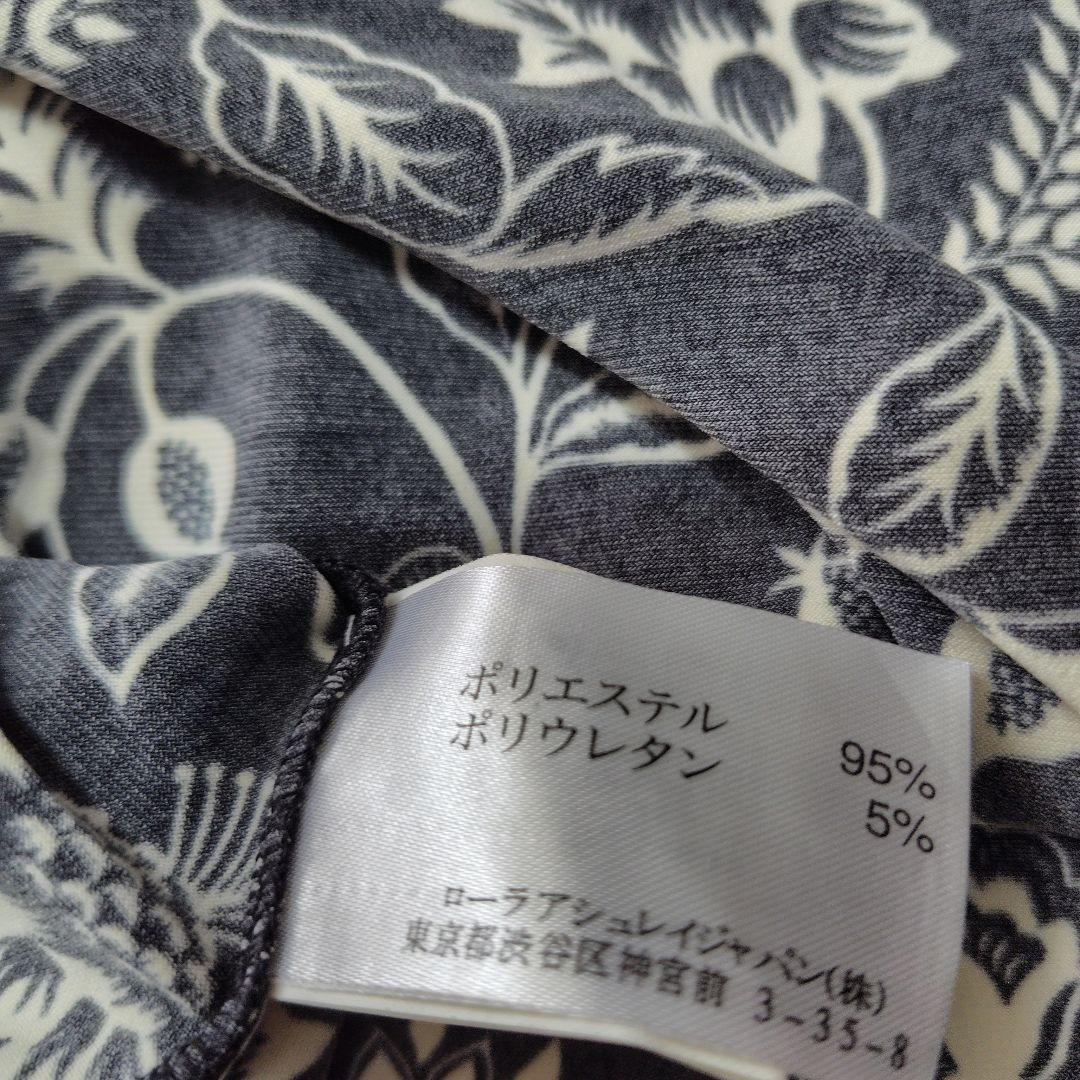 ポリエステル 95%
ポリウレタン 5%
ローラアシュレイジャパン(株)
東京都渋谷区神宮前 3-35-8